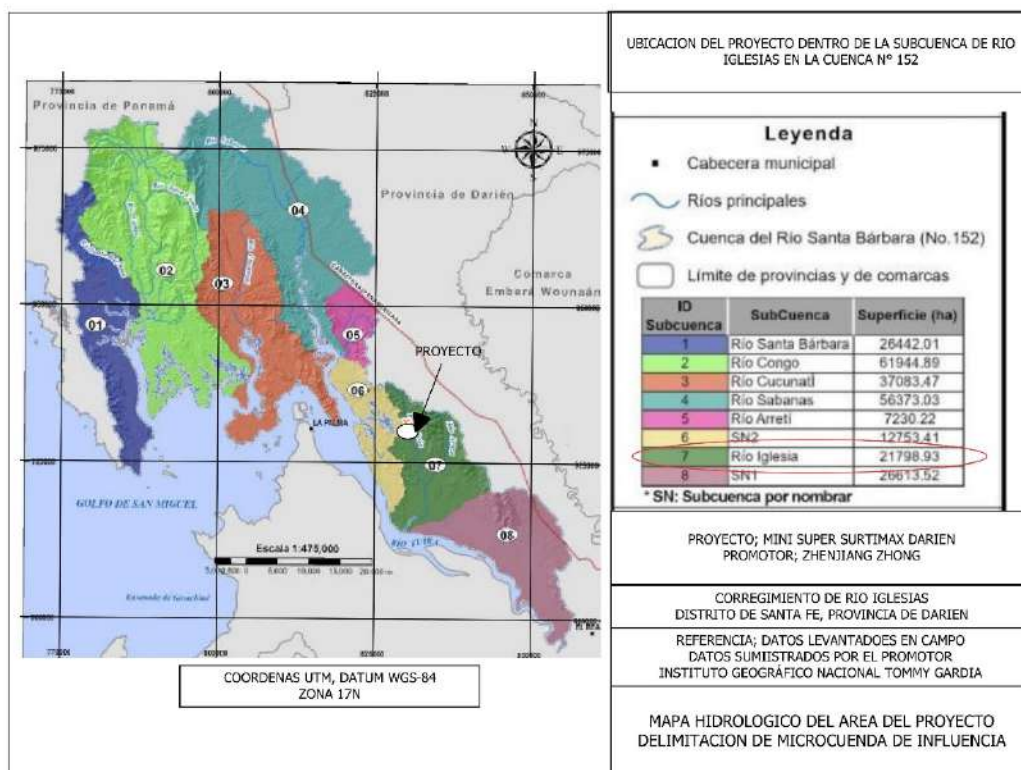 UBICACION DEL PROYECTO DENTRO DE LA SUBCUENCA DE RIO
IGLESIAS EN LA CUENCA N° 152
Leyenda
Cabecera municipal
Ríos principales
Cuenca del Río Santa Bárbara (No.152)
Límite de provincias y de comarcas
ID Subcuenca SubCuenca Superficie (ha)
1 Río Santa Bárbara 26442.01
2 Río Congo 61944.89
3 Río Cucunatí 37083.47
4 Río Sabanas 56373.03
5 Río Arretí 7230.22
6 SN2 12753.41
7 Río Iglesia 21798.93
8 SN1 26613.52
* SN: Subcuenca por nombrar
PROYECTO; MINI SUPER SURTIMAX DARIEN
PROMOTOR; ZHENJIANG ZHONG
CORREGIMIENTO DE RIO IGLESIAS
DISTRITO DE SANTA FE, PROVINCIA DE DARIEN
REFERENCIA; DATOS LEVANTADOES EN CAMPO
DATOS SUMIISTRADOS POR EL PROMOTOR
INSTITUTO GEOGRÁFICO NACIONAL TOMMY GARDIA
MAPA HIDROLOGICO DEL AREA DEL PROYECTO
DELIMITACION DE MICROCUENDA DE INFLUENCIA
Provincia de Panamá
Provincia de Darién
Comarca
Emberá Wounaán
W
E
01
02
03
04
05
06
07
08
PROYECTO
LA PALMA
GOLFO DE SAN MIGUEL
RÍO TUIRA
Escala 1:475,000
COORDENAS UTM, DATUM WGS-84
ZONA 17N